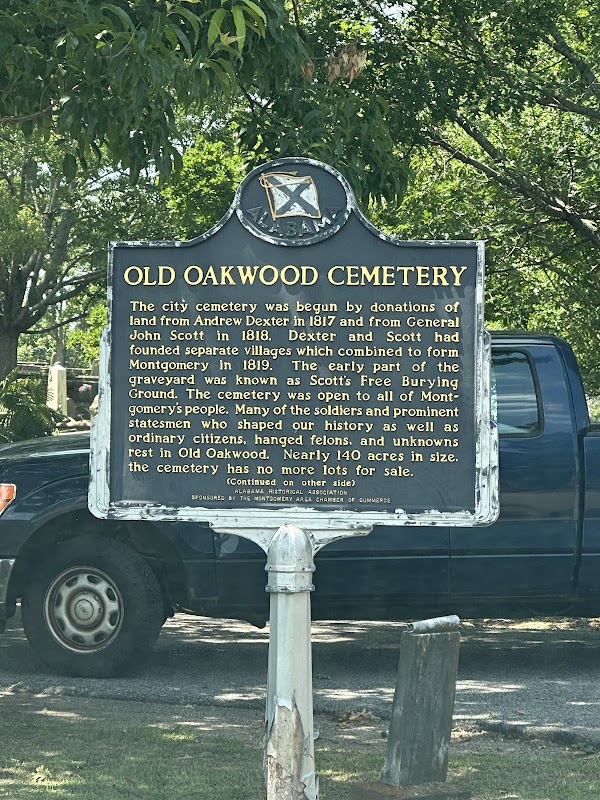 ALABAMA
OLD OAKWOOD CEMETERY
The city cemetery was begun by donations of
land from Andrew Dexter in 1817 and from General
John Scott in 1818. Dexter and Scott had
founded separate villages which combined to form
Montgomery in 1819. The early part of the
graveyard was known as Scott's Free Burying
Ground. The cemetery was open to all of Mont-
gomery's people. Many of the soldiers and prominent
statesmen who shaped our history as well as
ordinary citizens, hanged felons, and unknowns
rest in Old Oakwood. Nearly 140 acres in size,
the cemetery has no more lots for sale.
(Continued on other side)
ALABAMA HISTORICAL ASSOCIATION
SPONSORED BY THE MONTGOMERY AREA CHAMBER OF COMMERCE